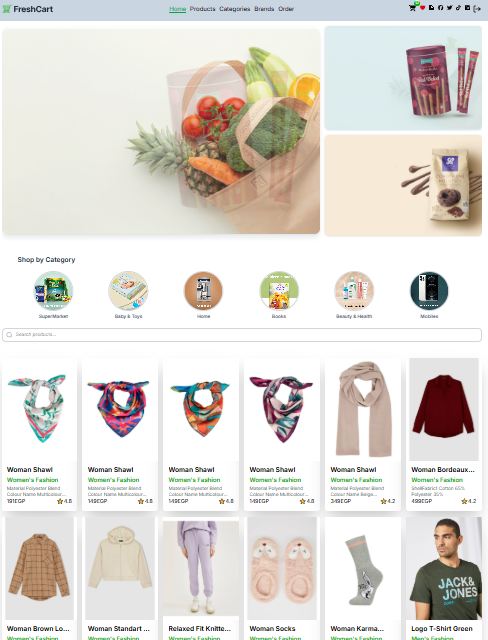 FreshCart
Home Products Categories Brands Order
Shop by Category
SuperMarket
Baby & Toys
Home
Books
Beauty & Health
Mobiles
Search products...
Woman Shawl
Women's Fashion
Material Polyester Blend
Colour Name Multicolour...
191EGP 4.8
Woman Shawl
Women's Fashion
Material Polyester Blend
Colour Name Multicolour...
149EGP 4.8
Woman Shawl
Women's Fashion
Material Polyester Blend
Colour Name Multicolour...
149EGP 4.8
Woman Shawl
Women's Fashion
Material Polyester Blend
Colour Name Multicolour...
149EGP 4.8
Woman Shawl
Women's Fashion
Material Polyester Blend
Colour Name Beige...
349EGP 4.2
Woman Bordeaux...
Women's Fashion
ShellFabric1 Cotton 65%
Polyester 35%
499EGP 4.2
Woman Brown Lo...
Women's Fashion
Woman Standart ...
Women's Fashion
Relaxed Fit Knitte...
Women's Fashion
Woman Socks
Women's Fashion
Woman Karma...
Women's Fashion
JACK &
JONES
Logo T-Shirt Green
Men's Fashion